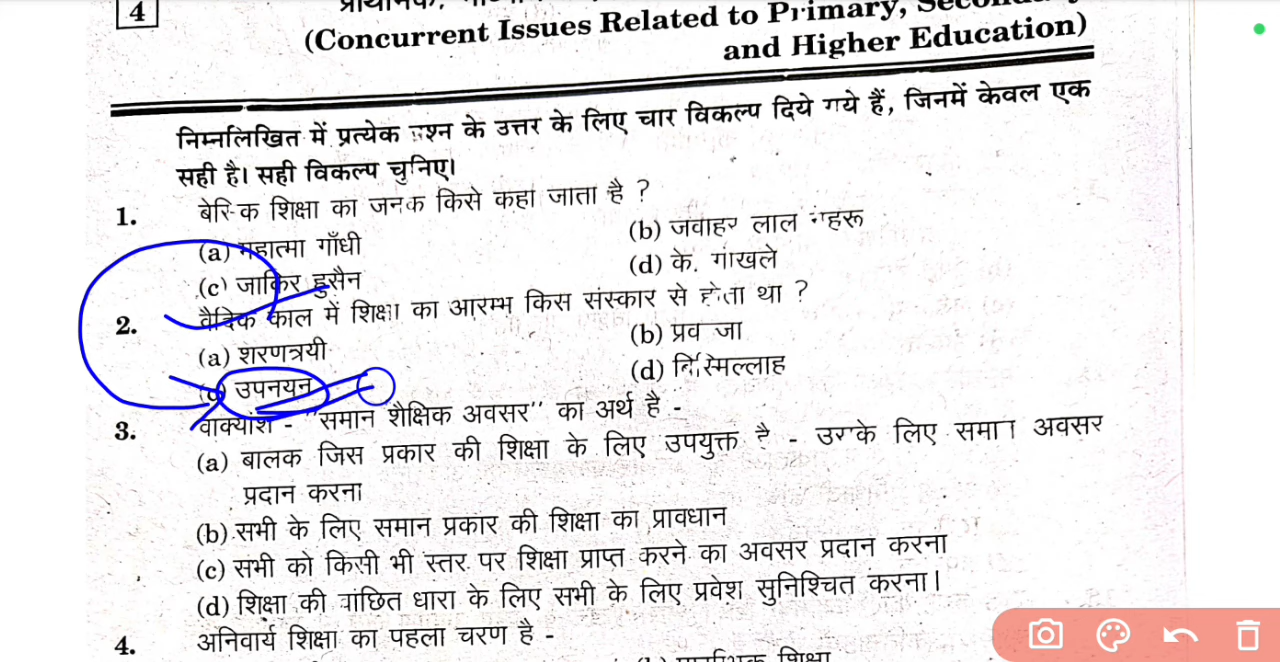 4
(Concurrent Issues Related to Primary,
and Higher Education)
निम्नलिखित में प्रत्येक प्रश्न के उत्तर के लिए चार विकल्प दिये गये हैं, जिनमें केवल एक
सही है। सही विकल्प चुनिए।
1. बेसिक शिक्षा का जनक किसे कहा जाता है ?
(a) महात्मा गाँधी (b) जवाहर लाल नेहरू
(c) जाकिर हुसैन (d) के. गोखले
2. वैदिक काल में शिक्षा का आरम्भ किस संस्कार से होता था ?
(a) शरणत्रयी (b) प्रवज्जा
(c) उपनयन (d) बिस्मिल्लाह
3. वाक्यांश - "समान शैक्षिक अवसर" का अर्थ है -
(a) बालक जिस प्रकार की शिक्षा के लिए उपयुक्त है - उसके लिए समान अवसर
प्रदान करना
(b) सभी के लिए समान प्रकार की शिक्षा का प्रावधान
(c) सभी को किसी भी स्तर पर शिक्षा प्राप्त करने का अवसर प्रदान करना
(d) शिक्षा की वांछित धारा के लिए सभी के लिए प्रवेश सुनिश्चित करना।
4. अनिवार्य शिक्षा का पहला चरण है -